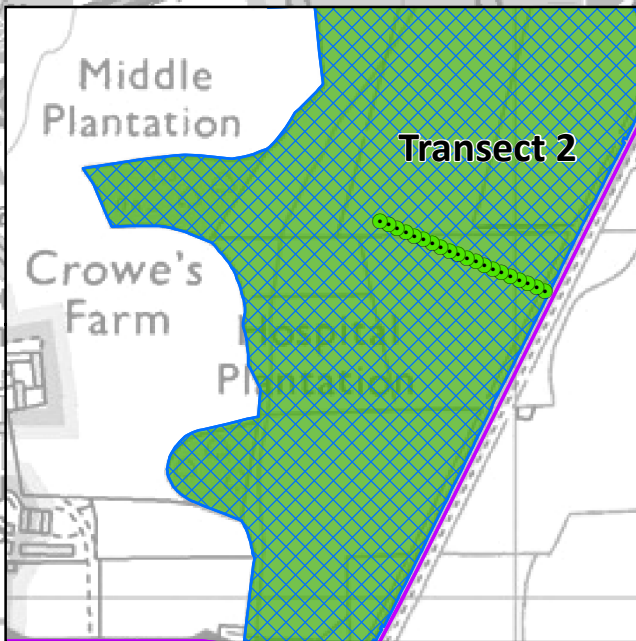 Middle
Plantation
Transect 2
Crowe's
Farm
Hospital
Plantation